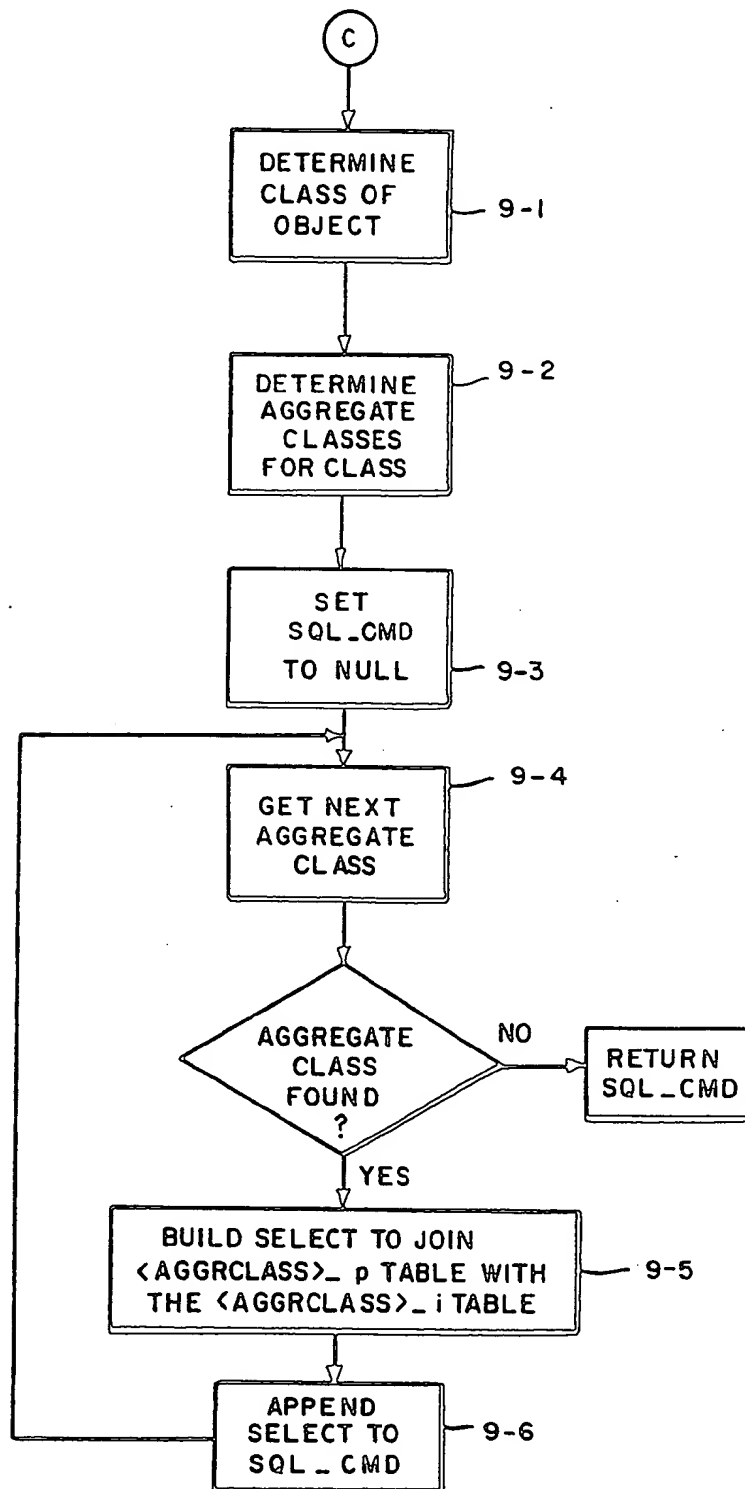 C
DETERMINE
CLASS OF
OBJECT
9-1
DETERMINE
AGGREGATE
CLASSES
FOR CLASS
9-2
SET
SQL_CMD
TO NULL
9-3
GET NEXT
AGGREGATE
CLASS
9-4
AGGREGATE
CLASS
FOUND
?
NO
RETURN
SQL_CMD
YES
BUILD SELECT TO JOIN
<AGGRCLASS>_ p TABLE WITH
THE <AGGRCLASS>_ i TABLE
9-5
APPEND
SELECT TO
SQL_CMD
9-6